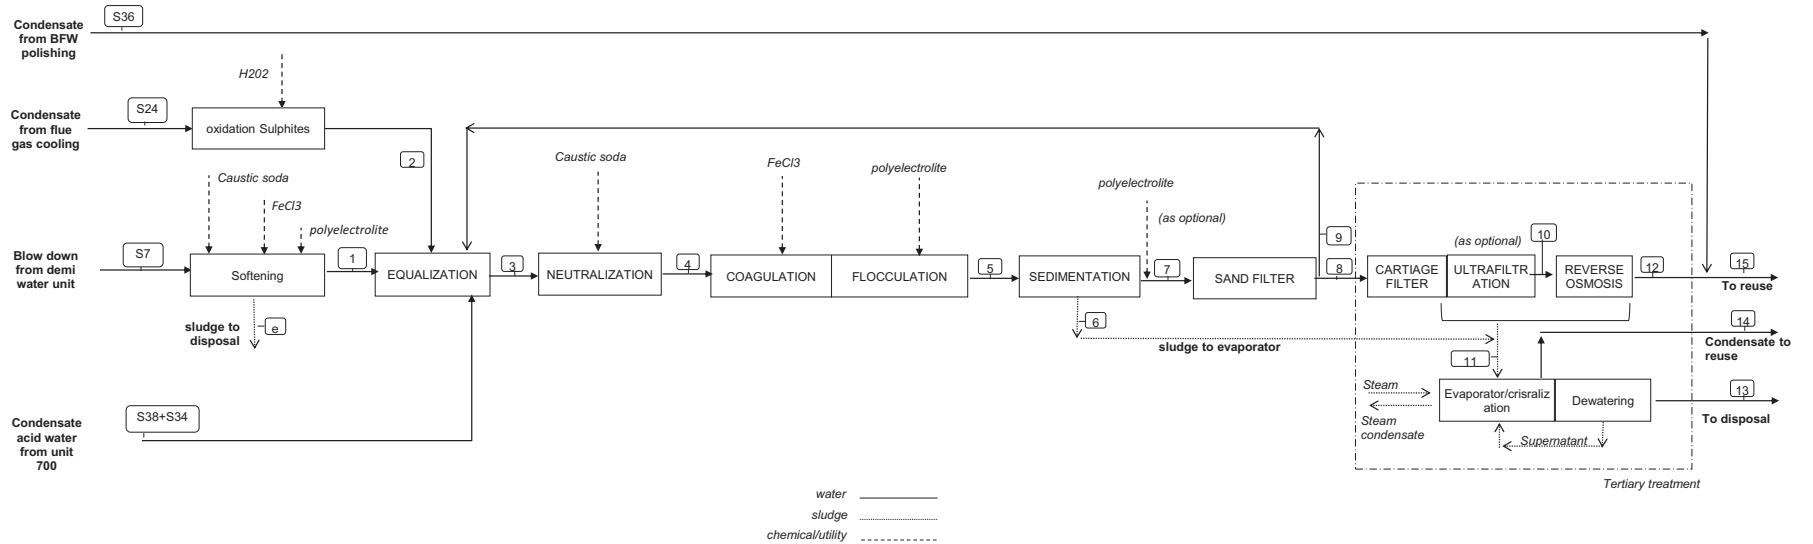 S36
Condensate
from BFW
polishing
H202
S24
Condensate
from flue
gas cooling
oxidation Sulphites
2
Caustic soda
FeCl3
polyelectrolite
Caustic soda
FeCl3
polyelectrolite
polyelectrolite
(as optional)
9
S7
Blow down
from demi
water unit
Softening
1
EQUALIZATION
3
NEUTRALIZATION
4
COAGULATION
FLOCCULATION
5
SEDIMENTATION
7
SAND FILTER
8
CARTIAGE
FILTER
(as optional)
ULTRAFILTR
ATION
10
REVERSE
OSMOSIS
12
15
To reuse
sludge to
disposal
e
6
sludge to evaporator
11
14
Condensate to
reuse
Steam
Steam
condensate
Evaporator/crisraliz
ation
Dewatering
13
To disposal
Supernatant
Tertiary treatment
S38+S34
Condensate
acid water
from unit
700
water
sludge
chemical/utility